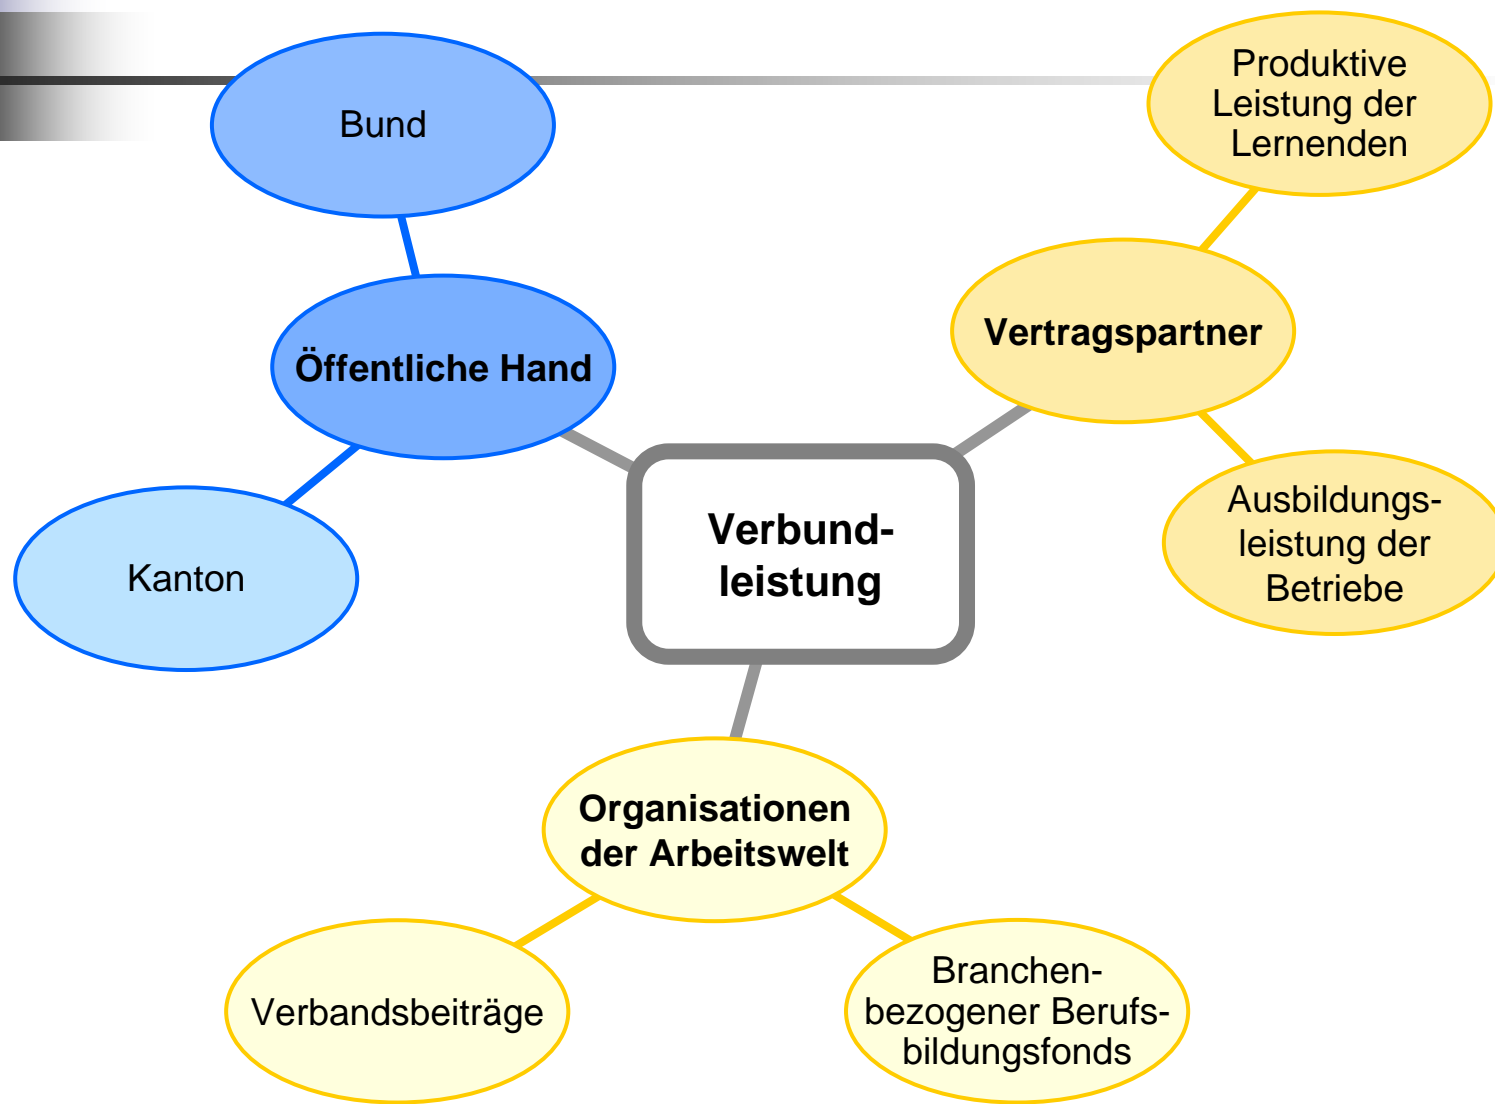 Bund
Öffentliche Hand
Kanton
Produktive
Leistung der
Lernenden
Vertragspartner
Ausbildungs-
leistung der
Betriebe
Verbund-
leistung
Organisationen
der Arbeitswelt
Verbandsbeiträge
Branchen-
bezogener Berufs-
bildungsfonds